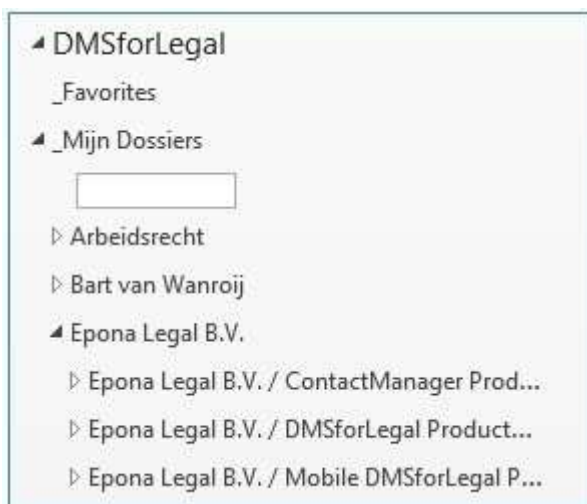 DMSforLegal
_Favorites
_Mijn Dossiers
Arbeidsrecht
Bart van Wanroij
Epona Legal B.V.
Epona Legal B.V. / ContactManager Prod...
Epona Legal B.V. / DMSforLegal Product...
Epona Legal B.V. / Mobile DMSforLegal P...